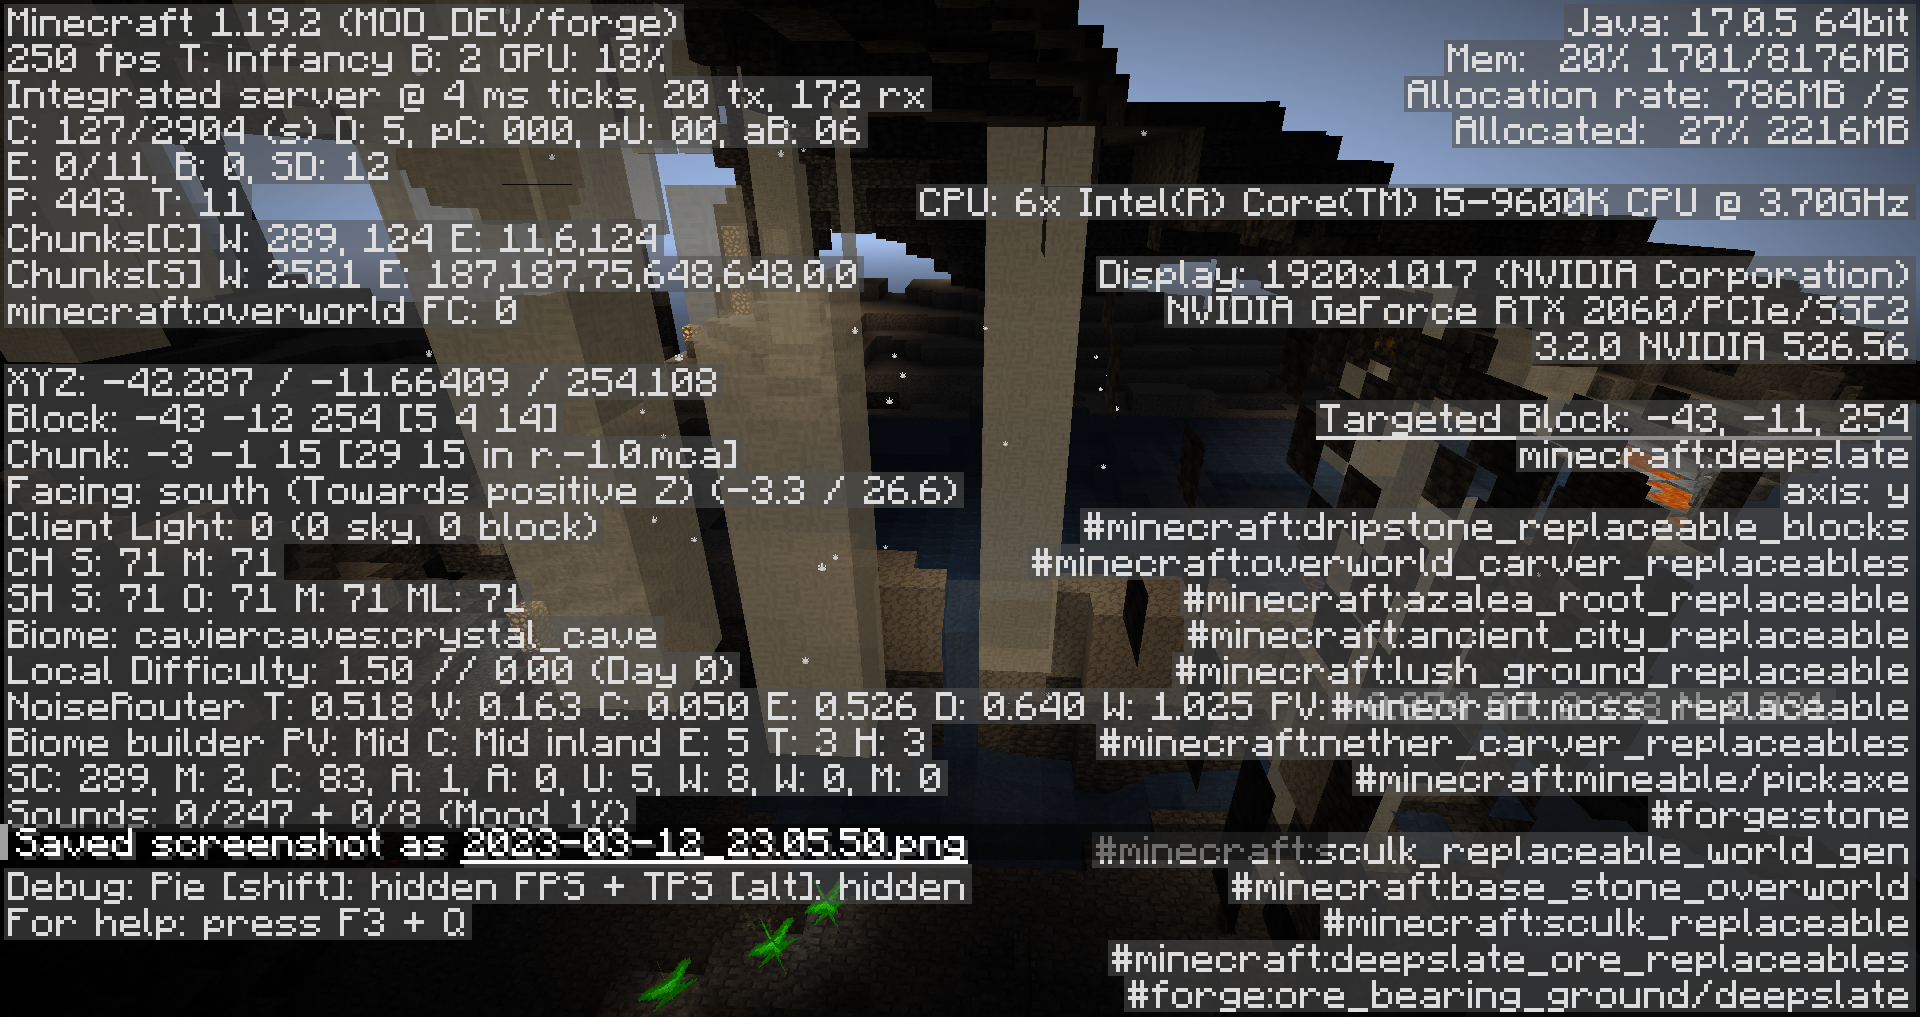 Minecraft 1.19.2 (MOD_DEV/forge)
250 fps T: inffancy B: 2 GPU: 18%
Integrated server @ 4 ms ticks, 20 tx, 172 rx
C: 127/2904 (s) D: 5, pC: 000, pU: 00, aB: 06
E: 0/11, B: 0, SD: 12
P: 443. T: 11
Chunks[C] W: 289, 124 E: 11,6,124
Chunks[S] W: 2581 E: 187,187,75,648,648,0,0
minecraft:overworld FC: 0
XYZ: -42.287 / -11.66409 / 254.108
Block: -43 -12 254 [5 4 14]
Chunk: -3 -1 15 [29 15 in r.-1.0.mca]
Facing: south (Towards positive Z) (-3.3 / 26.6)
Client Light: 0 (0 sky, 0 block)
CH S: 71 M: 71
SH S: 71 O: 71 M: 71 ML: 71
Biome: caviercaves:crystal_cave
Local Difficulty: 1.50 // 0.00 (Day 0)
NoiseRouter T: 0.518 V: 0.163 C: 0.050 E: 0.526 D: 0.640 W: 1.025 PV:
Biome builder PV: Mid C: Mid inland E: 5 T: 3 H: 3
SC: 289, M: 2, C: 83, A: 1, A: 0, U: 5, W: 8, W: 0, M: 0
Sounds: 0/247 + 0/8 (Mood 1%)
Saved screenshot as 2023-03-12_23.05.50.png
Debug: Pie [shift]: hidden FPS + TPS [alt]: hidden
For help: press F3 + Q
Java: 17.0.5 64bit
Mem: 20% 1701/8176MB
Allocation rate: 786MB /s
Allocated: 27% 2216MB
CPU: 6x Intel(R) Core(TM) i5-9600K CPU @ 3.70GHz
Display: 1920x1017 (NVIDIA Corporation)
NVIDIA GeForce RTX 2060/PCIe/SSE2
3.2.0 NVIDIA 526.56
Targeted Block: -43, -11, 254
minecraft:deepslate
axis: y
#minecraft:dripstone_replaceable_blocks
#minecraft:overworld_carver_replaceables
#minecraft:azalea_root_replaceable
#minecraft:ancient_city_replaceable
#minecraft:lush_ground_replaceable
#minecraft:moss_replaceable
#minecraft:nether_carver_replaceables
#minecraft:mineable/pickaxe
#forge:stone
#minecraft:sculk_replaceable_world_gen
#minecraft:base_stone_overworld
#minecraft:sculk_replaceable
#minecraft:deepslate_ore_replaceables
#forge:ore_bearing_ground/deepslate